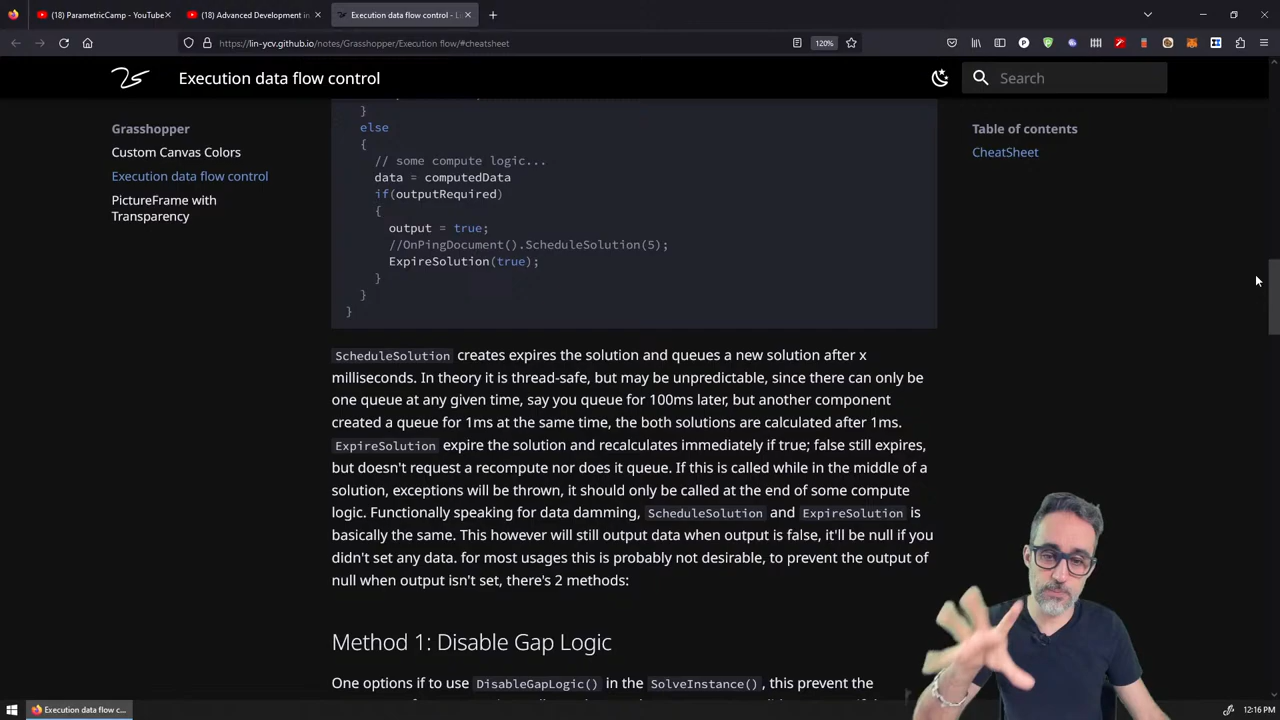 (18) ParametricCamp - YouTube
(18) Advanced Development in
Execution data flow control - Li
https://lin-ycv.github.io/notes/Grasshopper/Execution flow/#cheatsheet
120%
Execution data flow control
Search
Grasshopper
Custom Canvas Colors
Execution data flow control
PictureFrame with
Transparency
}
else
{
// some compute logic...
data = computedData
if(outputRequired)
{
output = true;
//OnPingDocument().ScheduleSolution(5);
ExpireSolution(true);
}
}
}
ScheduleSolution creates expires the solution and queues a new solution after x
milliseconds. In theory it is thread-safe, but may be unpredictable, since there can only be
one queue at any given time, say you queue for 100ms later, but another component
created a queue for 1ms at the same time, the both solutions are calculated after 1ms.
ExpireSolution expire the solution and recalculates immediately if true; false still expires,
but doesn't request a recompute nor does it queue. If this is called while in the middle of a
solution, exceptions will be thrown, it should only be called at the end of some compute
logic. Functionally speaking for data damming, ScheduleSolution and ExpireSolution is
basically the same. This however will still output data when output is false, it'll be null if you
didn't set any data. for most usages this is probably not desirable, to prevent the output of
null when output isn't set, there's 2 methods:
Method 1: Disable Gap Logic
One options if to use DisableGapLogic() in the SolveInstance(), this prevent the
Table of contents
CheatSheet
Execution data flow c...
12:16 PM